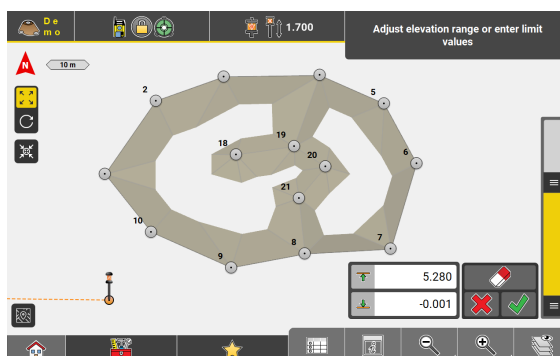 De
mo
1.700
Adjust elevation range or enter limit
values
N
10 m
2
5
19
18
20
6
21
10
7
8
9
5.280
-0.001